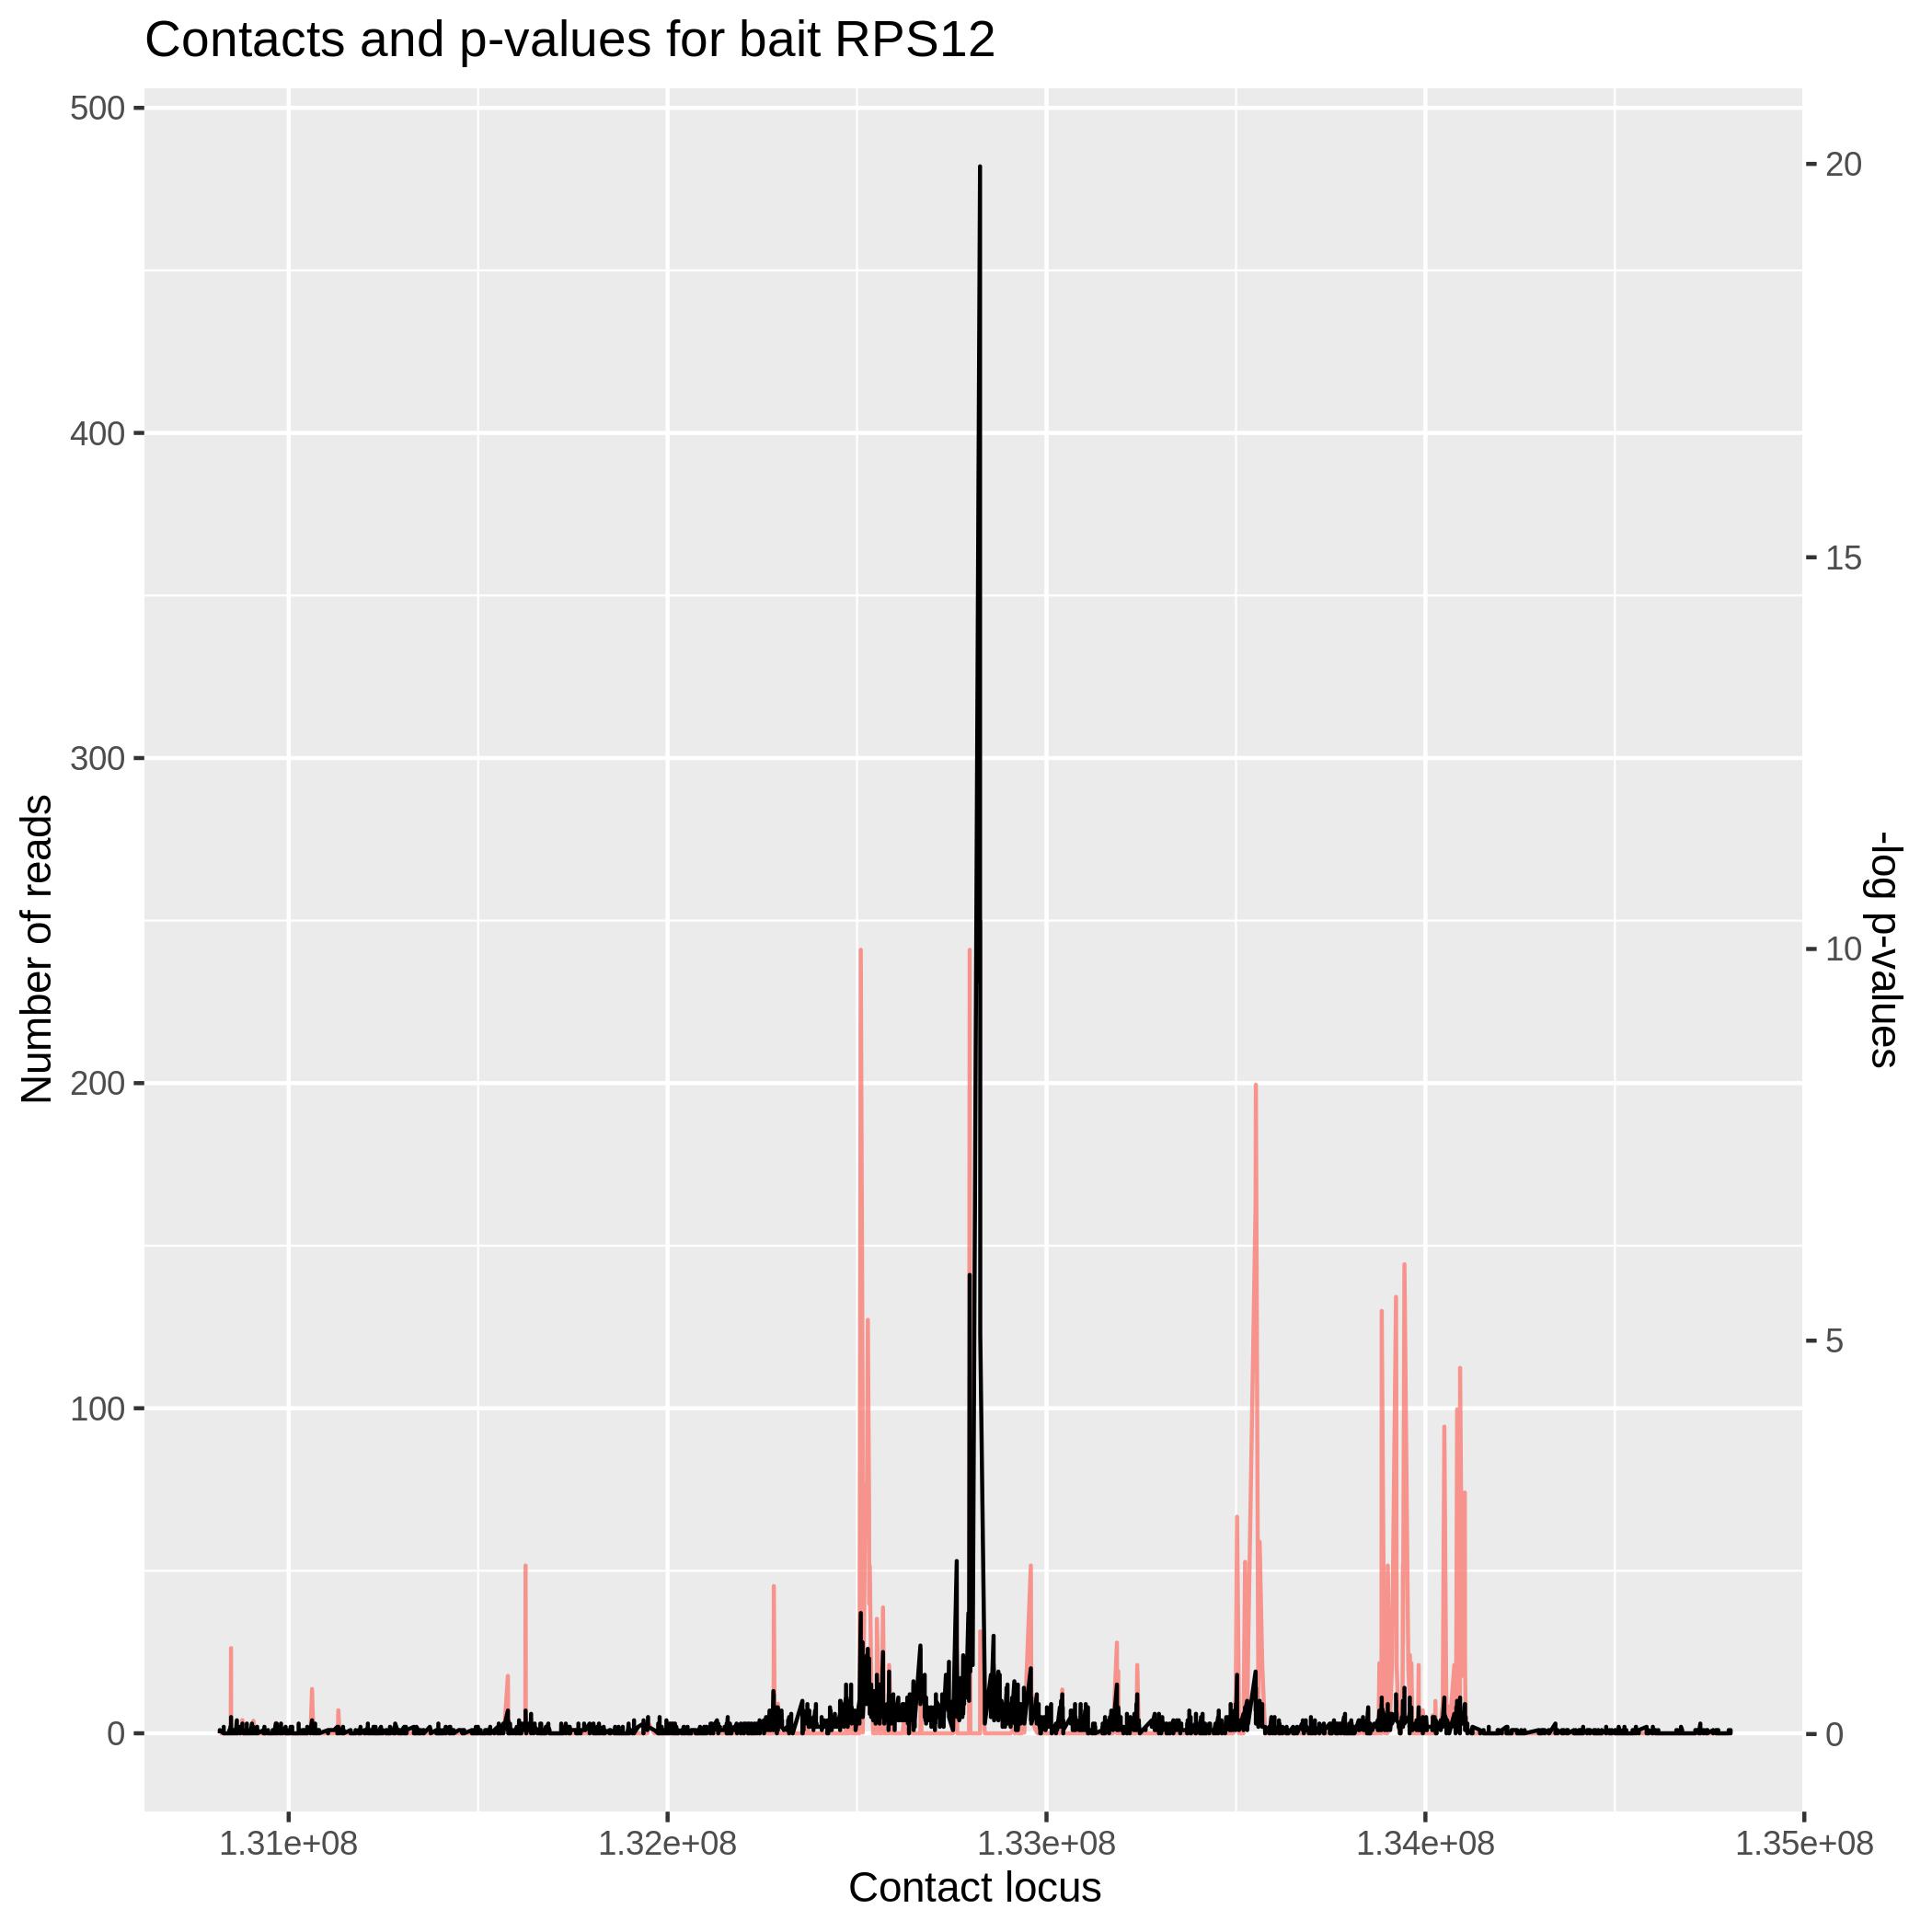 Contacts and p-values for bait RPS12
500
400
300
200
100
0
Number of reads
20
15
10
5
0
-log p-values
1.31e+08
1.32e+08
1.33e+08
1.34e+08
1.35e+08
Contact locus